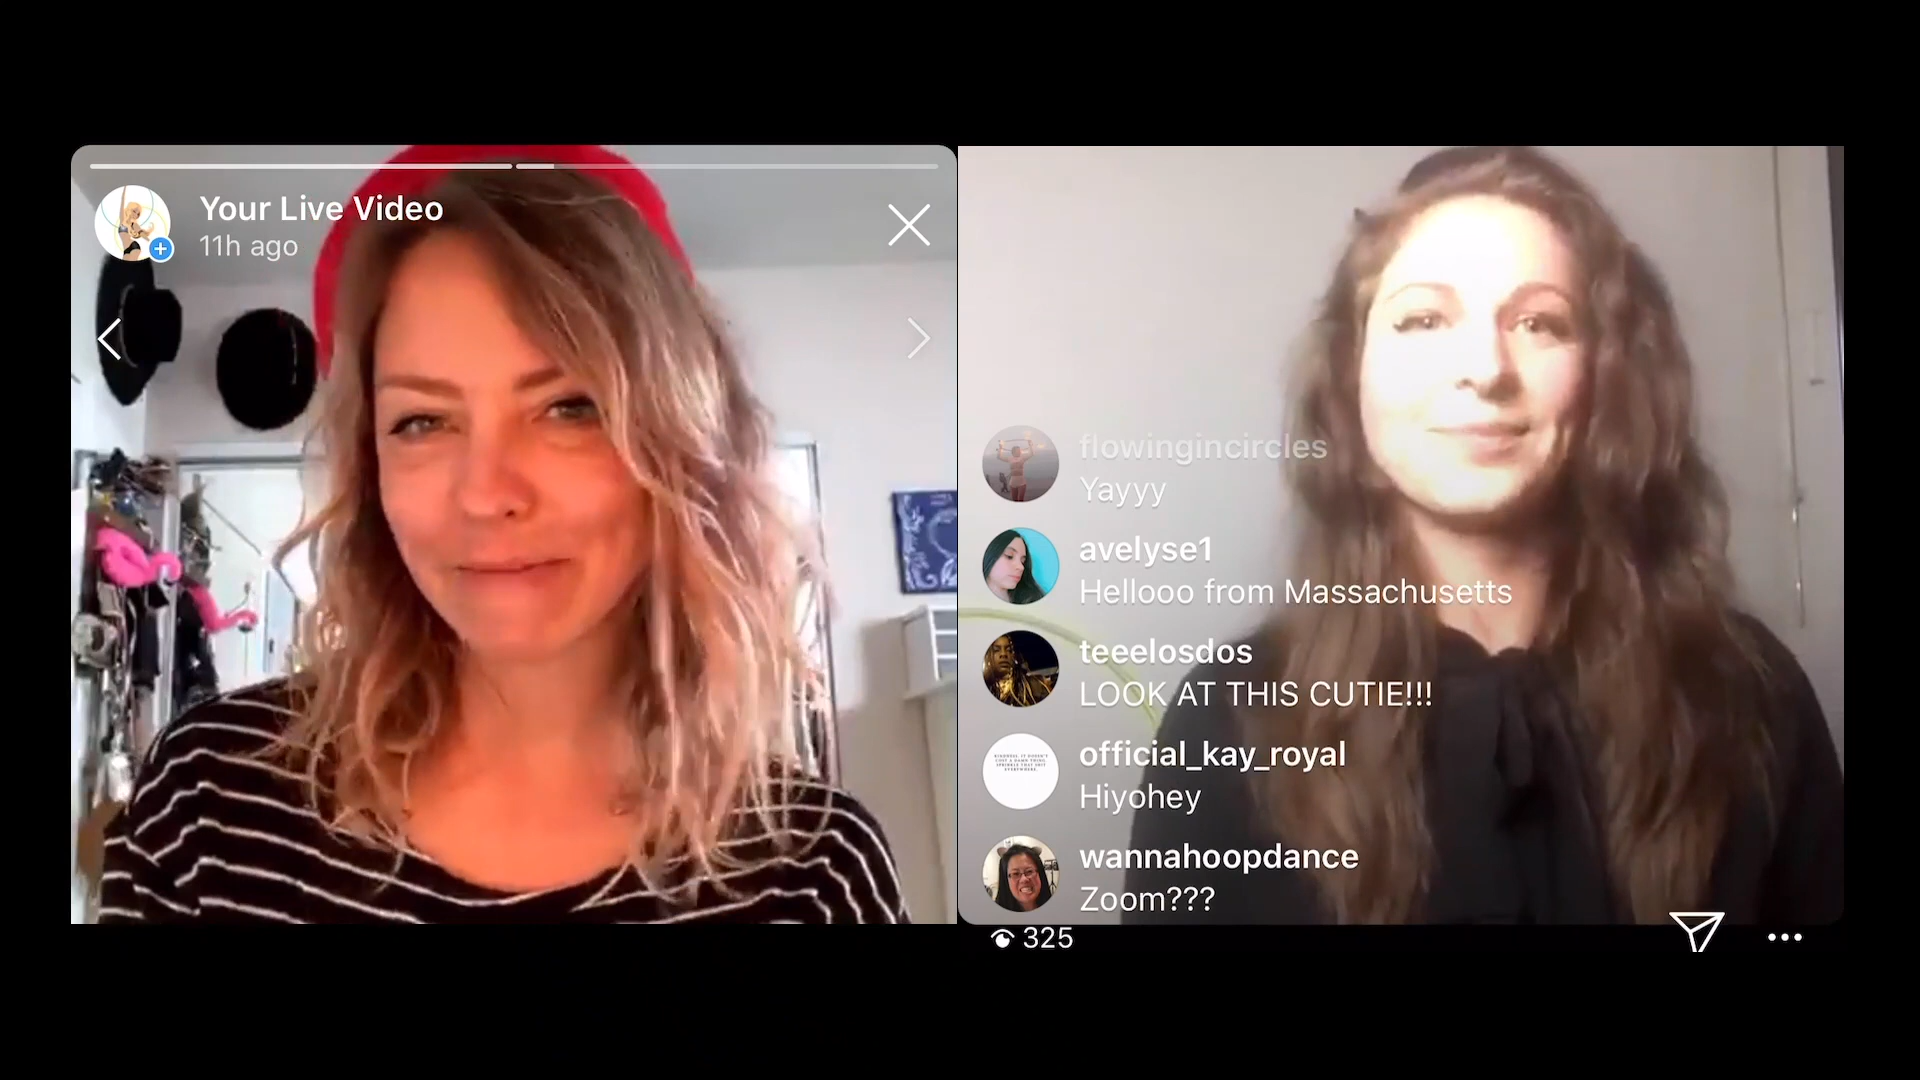 Your Live Video
11h ago
flowingincircles
Yayyy
avelyse1
Hellooo from Massachusetts
teeelosdos
LOOK AT THIS CUTIE!!!
official_kay_royal
Hiyohey
wannahoopdance
Zoom???
325